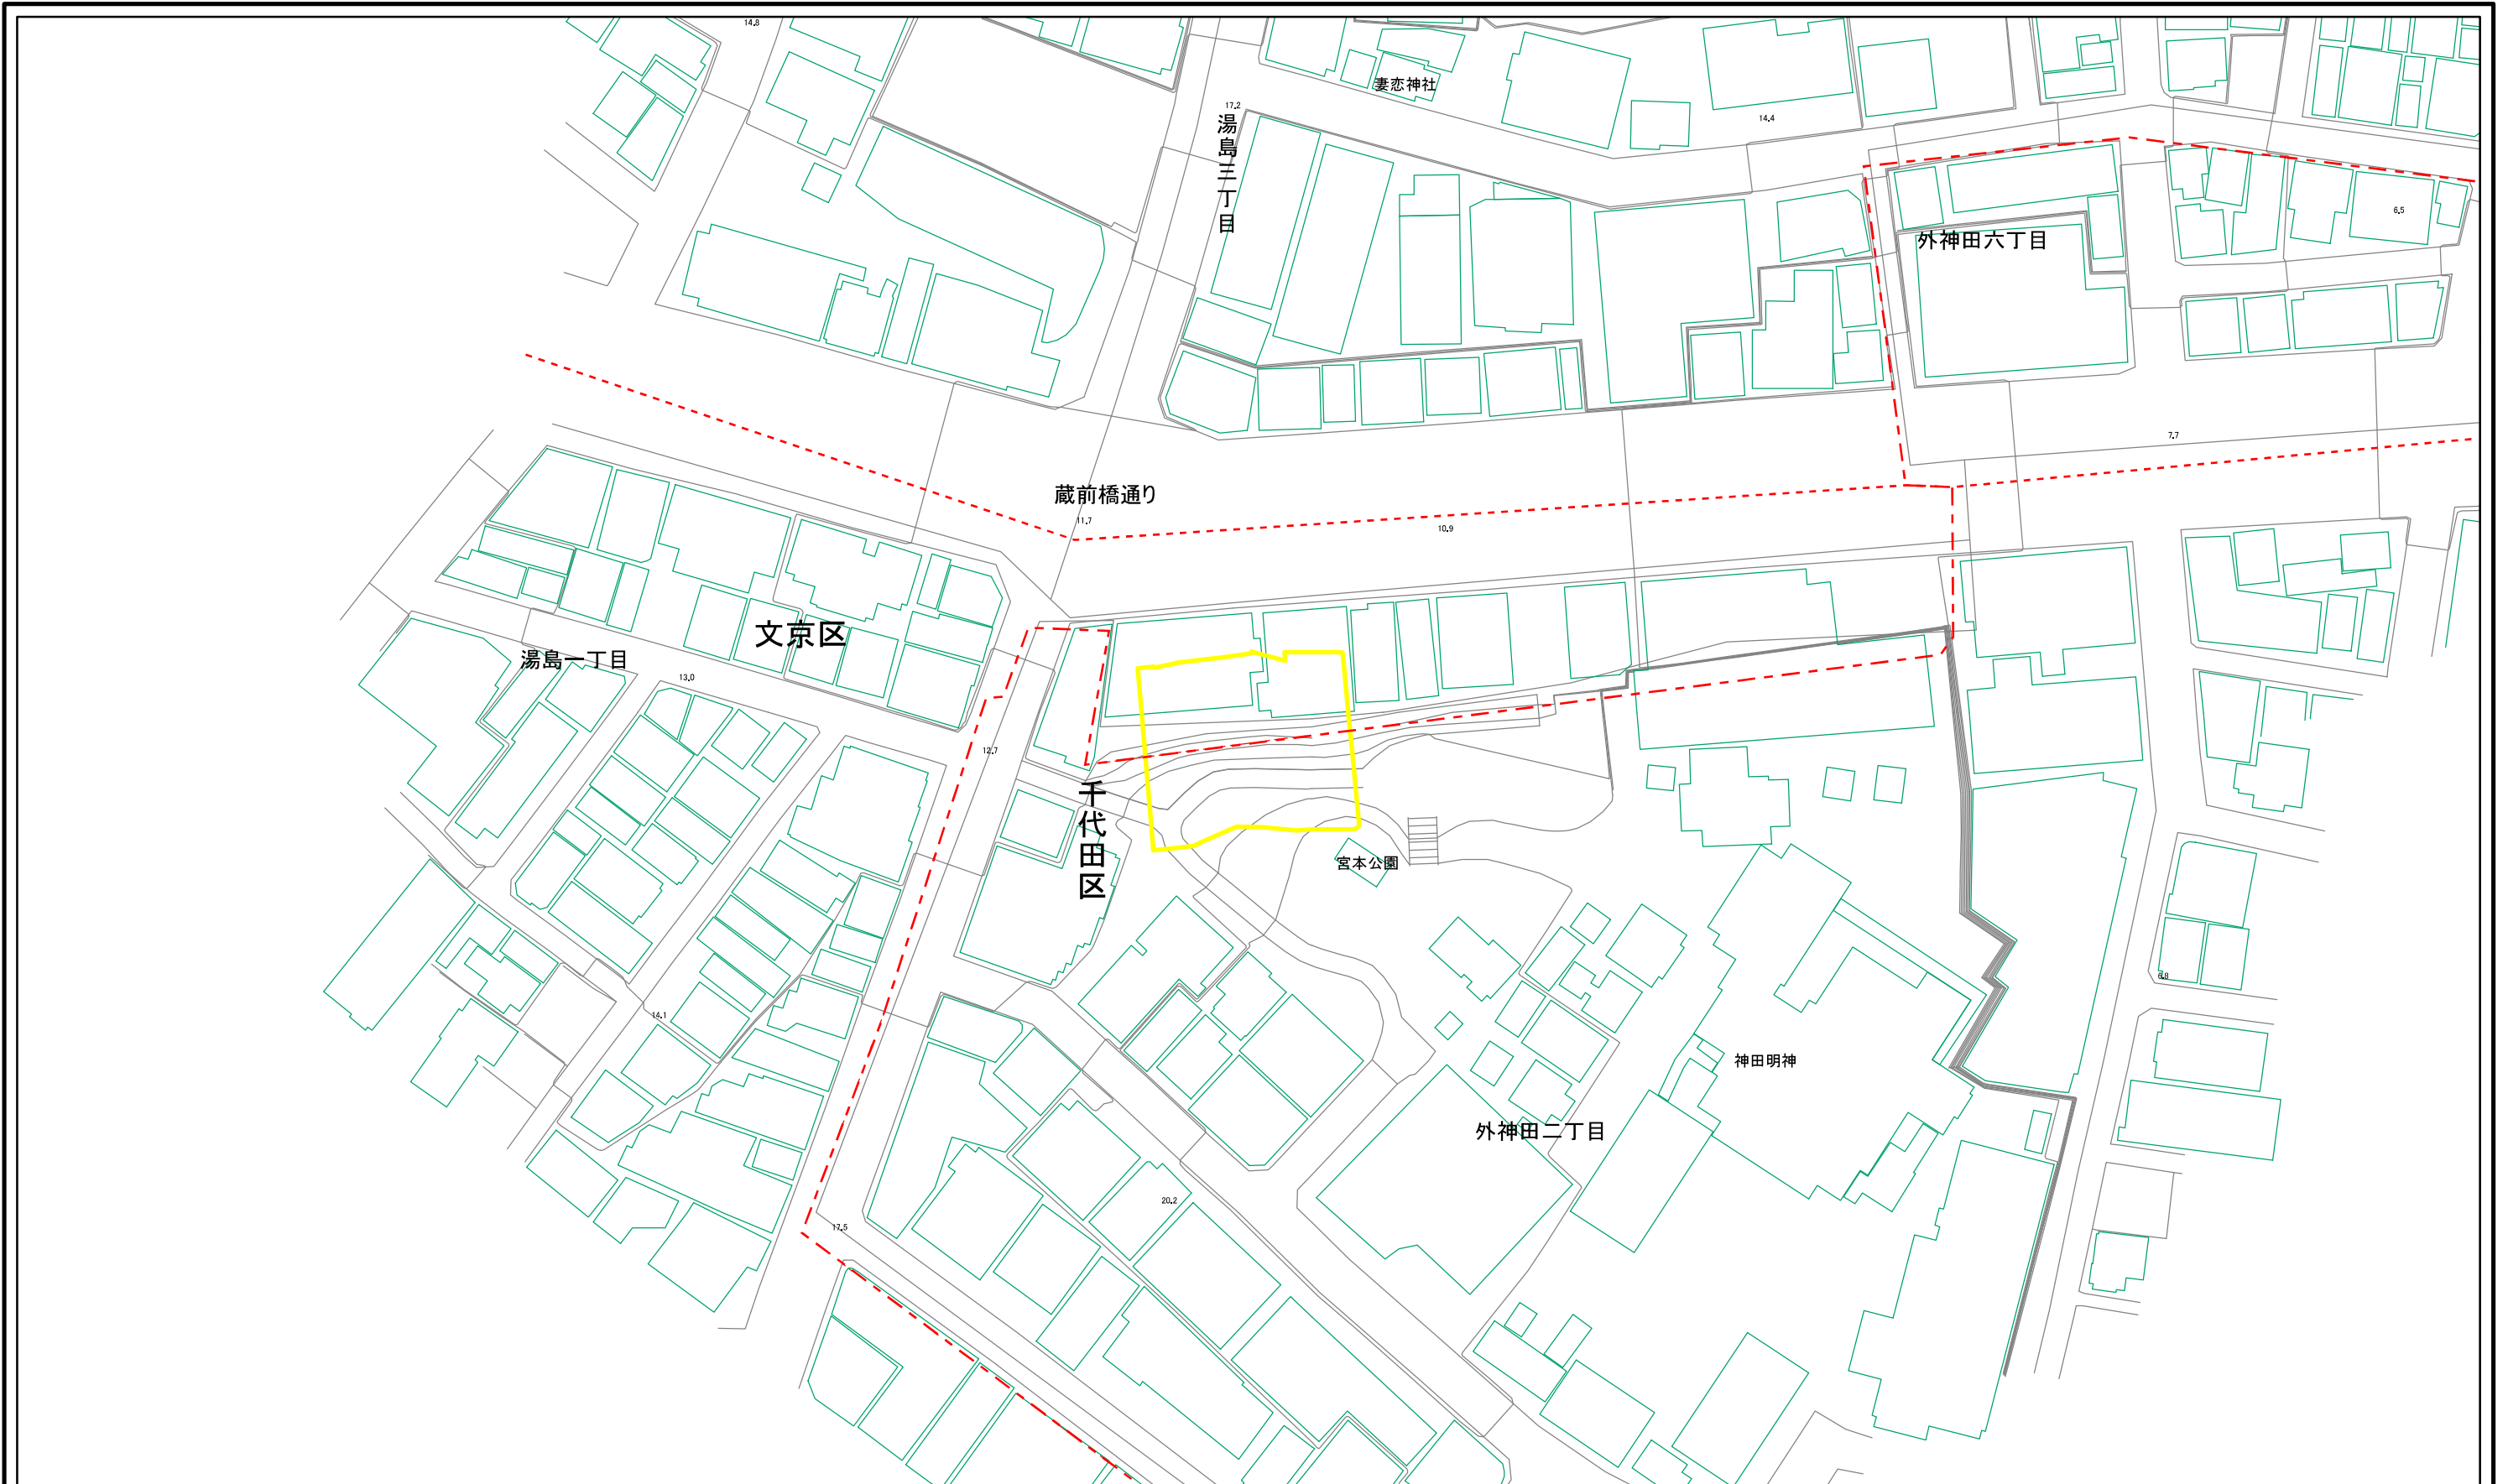 14.8
妻恋神社
17.2
湯島三丁目
14.4
6.5
外神田六丁目
7.7
蔵前橋通り
11.7
10.9
文京区
湯島一丁目
13.0
12.7
千代田区
宮本公園
6.8
14.1
神田明神
外神田二丁目
20.2
17.5